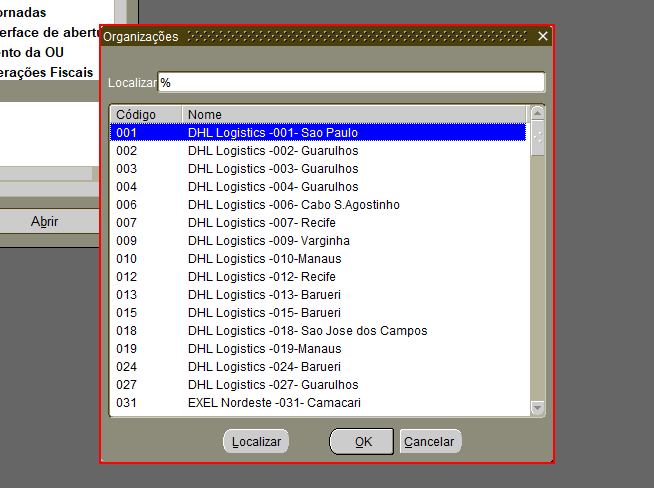 ornadas
erface de abertu
ento da OU
erações Fiscais
Abrir
Organizações
Localizar %
Código Nome
001 DHL Logistics -001- Sao Paulo
002 DHL Logistics -002- Guarulhos
003 DHL Logistics -003- Guarulhos
004 DHL Logistics -004- Guarulhos
006 DHL Logistics -006- Cabo S.Agostinho
007 DHL Logistics -007- Recife
009 DHL Logistics -009- Varginha
010 DHL Logistics -010-Manaus
012 DHL Logistics -012- Recife
013 DHL Logistics -013- Barueri
015 DHL Logistics -015- Barueri
018 DHL Logistics -018- Sao Jose dos Campos
019 DHL Logistics -019-Manaus
024 DHL Logistics -024- Barueri
027 DHL Logistics -027- Guarulhos
031 EXEL Nordeste -031- Camacari
Localizar OK Cancelar